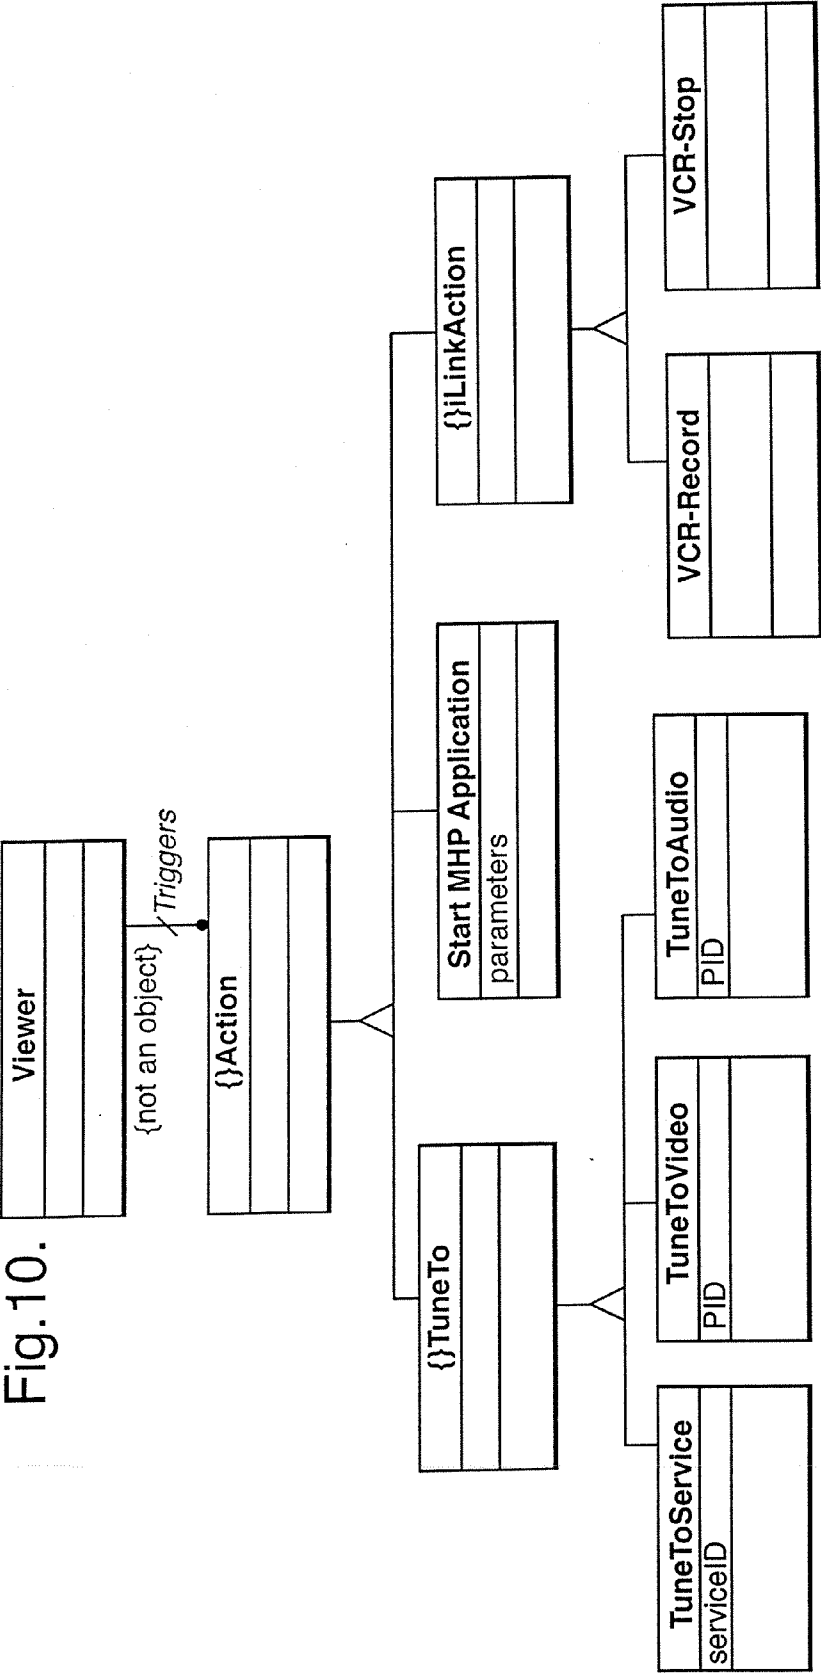 Fig.10.
Viewer
{not an object}
Triggers
{}Action
{}TuneTo
Start MHP Application
parameters
{}iLinkAction
TuneToService
serviceID
TuneToVideo
PID
TuneToAudio
PID
VCR-Record
VCR-Stop